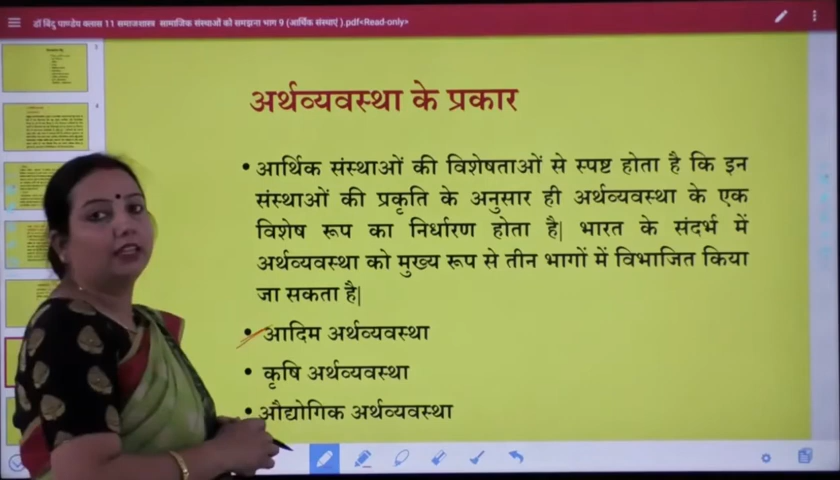 डॉ बिंदु पाण्डेय क्लास 11 समाजशास्त्र सामाजिक संस्थाओं को समझना भाग 9 (आर्थिक संस्थाएं ).pdf<Read-only>
अर्थव्यवस्था के प्रकार
• आर्थिक संस्थाओं की विशेषताओं से स्पष्ट होता है कि इन
संस्थाओं की प्रकृति के अनुसार ही अर्थव्यवस्था के एक
विशेष रूप का निर्धारण होता है| भारत के संदर्भ में
अर्थव्यवस्था को मुख्य रूप से तीन भागों में विभाजित किया
जा सकता है|
• आदिम अर्थव्यवस्था
• कृषि अर्थव्यवस्था
• औद्योगिक अर्थव्यवस्था